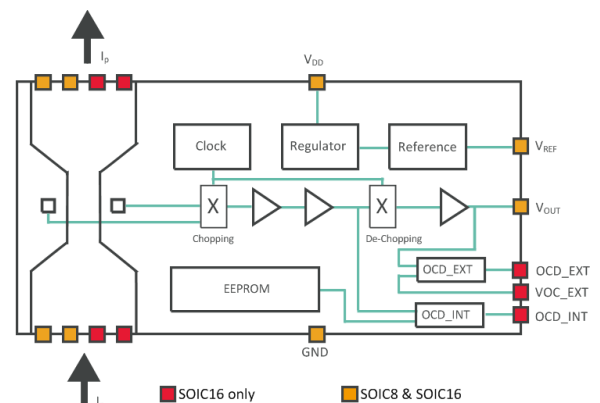 Ip
VDD
Clock
Regulator
Reference
VREF
X
X
VOUT
Chopping
De-Chopping
OCD_EXT
OCD_EXT
EEPROM
VOC_EXT
OCD_INT
OCD_INT
GND
SOIC16 only
SOIC8 & SOIC16